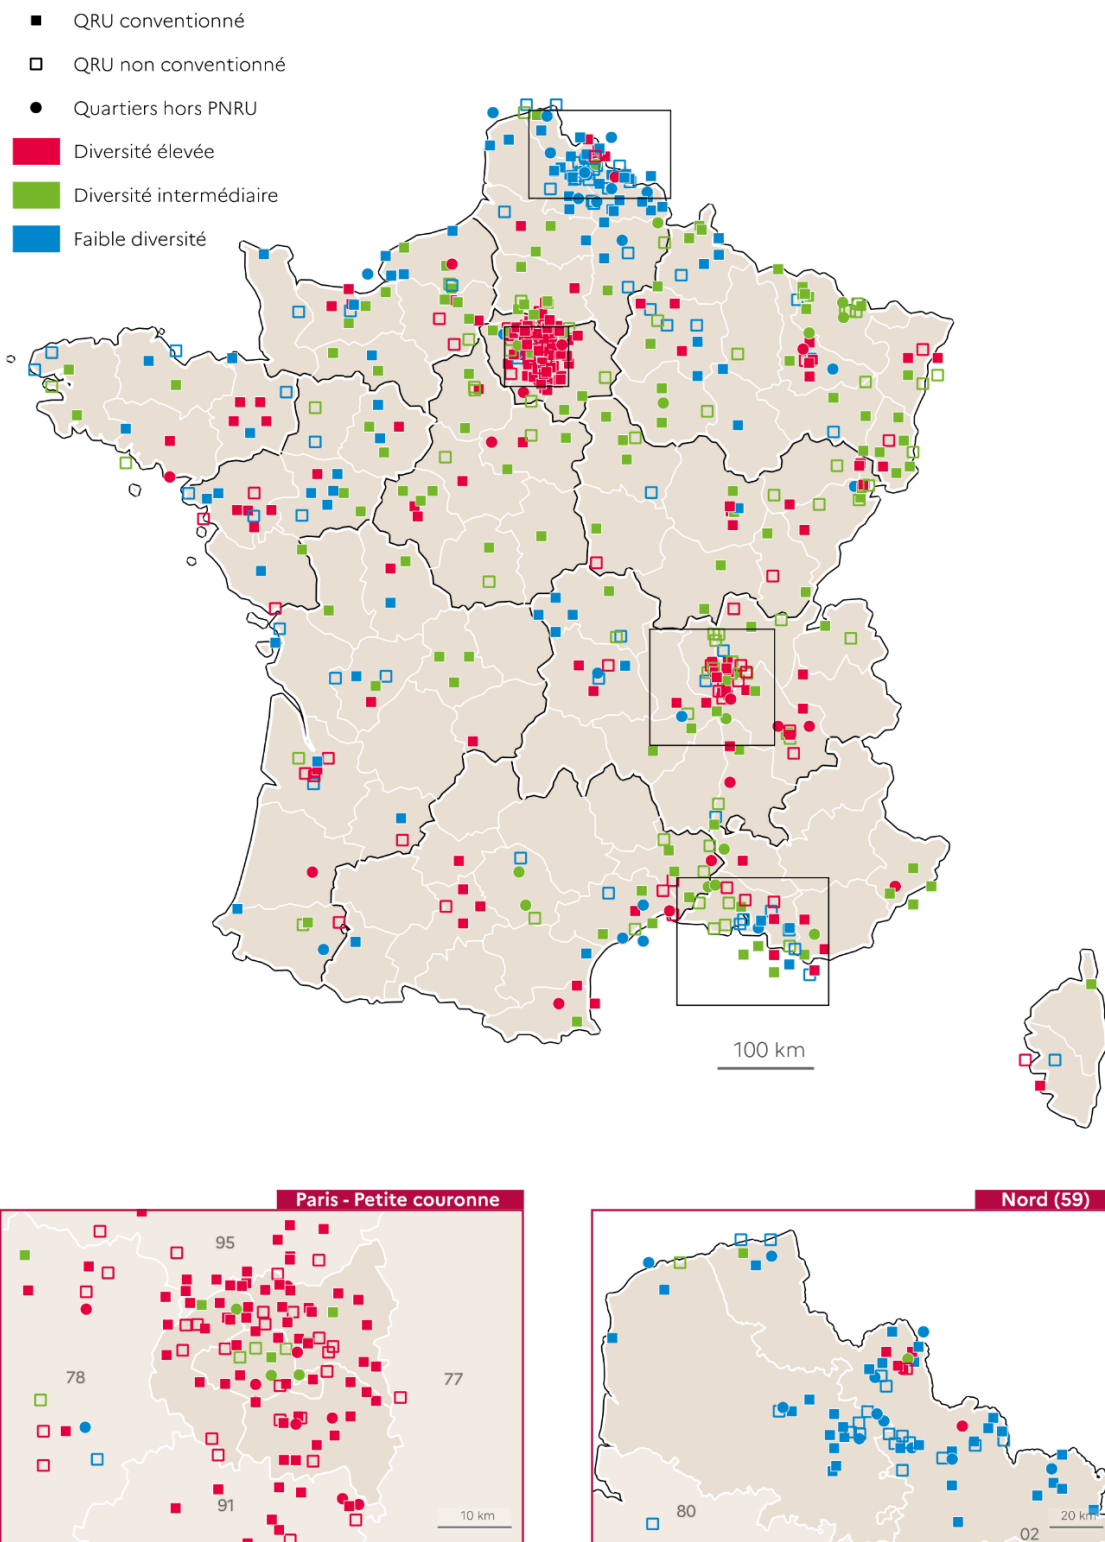 QRU conventionné
QRU non conventionné
Quartiers hors PNRU
Diversité élevée
Diversité intermédiaire
Faible diversité
100 km
Paris - Petite couronne
95
78
77
91
10 km
Nord (59)
80
02
20 km